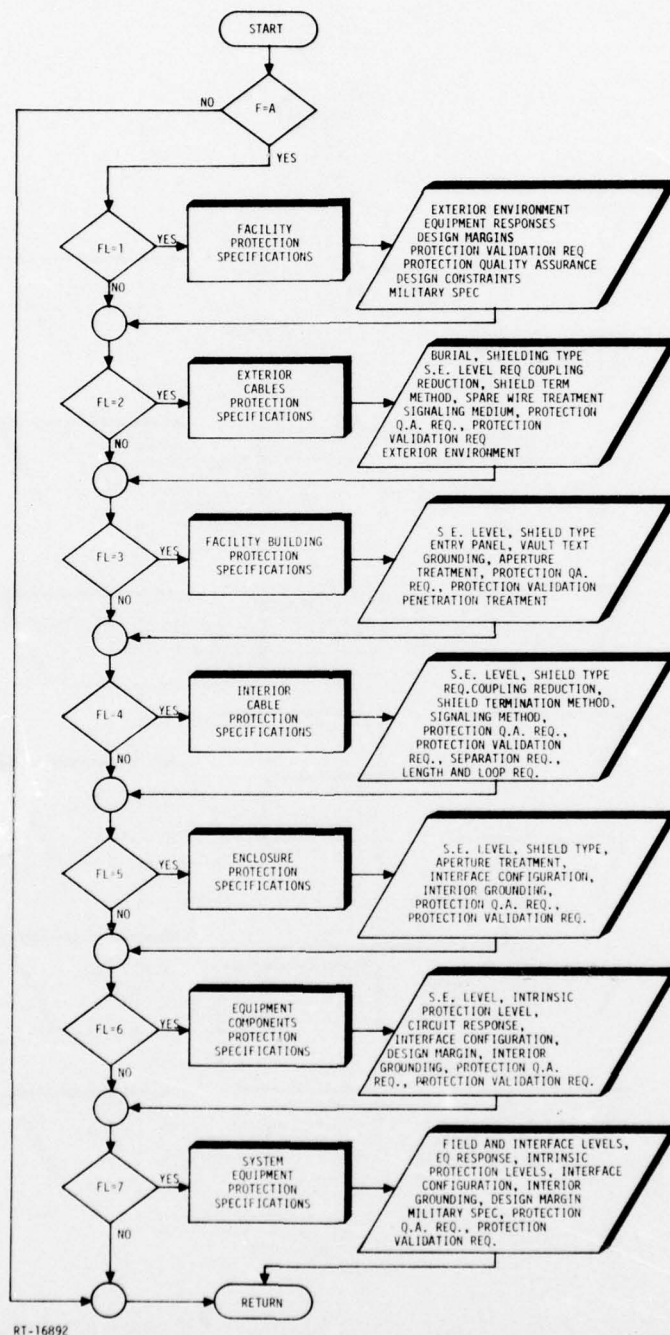 START
F=A
NO
YES
FL=1
YES
NO
FACILITY
PROTECTION
SPECIFICATIONS
EXTERIOR ENVIRONMENT
EQUIPMENT RESPONSES
DESIGN MARGINS
PROTECTION VALIDATION REQ
PROTECTION QUALITY ASSURANCE
DESIGN CONSTRAINTS
MILITARY SPEC
FL=2
YES
NO
EXTERIOR
CABLES
PROTECTION
SPECIFICATIONS
BURIAL, SHIELDING TYPE
S.E. LEVEL REQ COUPLING
REDUCTION, SHIELD TERM
METHOD, SPARE WIRE TREATMENT
SIGNALING MEDIUM, PROTECTION
Q.A. REQ., PROTECTION
VALIDATION REQ
EXTERIOR ENVIRONMENT
FL=3
YES
NO
FACILITY BUILDING
PROTECTION
SPECIFICATIONS
S E. LEVEL, SHIELD TYPE
ENTRY PANEL, VAULT TEXT
GROUNDING, APERTURE
TREATMENT, PROTECTION QA.
REQ., PROTECTION VALIDATION
PENETRATION TREATMENT
FL-4
YES
NO
INTERIOR
CABLE
PROTECTION
SPECIFICATIONS
S.E. LEVEL, SHIELD TYPE
REQ.COUPLING REDUCTION,
SHIELD TERMINATION METHOD,
SIGNALING METHOD,
PROTECTION Q.A. REQ.,
PROTECTION VALIDATION
REQ., SEPARATION REQ.,
LENGTH AND LOOP REQ.
FL=5
YES
NO
ENCLOSURE
PROTECTION
SPECIFICATIONS
S.E. LEVEL, SHIELD TYPE,
APERTURE TREATMENT,
INTERFACE CONFIGURATION,
INTERIOR GROUNDING,
PROTECTION Q.A. REQ.,
PROTECTION VALIDATION REQ.
FL=6
YES
NO
EQUIPMENT
COMPONENTS
PROTECTION
SPECIFICATIONS
S.E. LEVEL, INTRINSIC
PROTECTION LEVEL,
CIRCUIT RESPONSE,
INTERFACE CONFIGURATION,
DESIGN MARGIN, INTERIOR
GROUNDING, PROTECTION Q.A.
REQ., PROTECTION VALIDATION REQ.
FL=7
YES
NO
SYSTEM
EQUIPMENT
PROTECTION
SPECIFICATIONS
FIELD AND INTERFACE LEVELS,
EQ RESPONSE, INTRINSIC
PROTECTION LEVELS, INTERFACE
CONFIGURATION, INTERIOR
GROUNDING, DESIGN MARGIN
MILITARY SPEC, PROTECTION
Q.A. REQ., PROTECTION
VALIDATION REQ.
RETURN
RT-16892